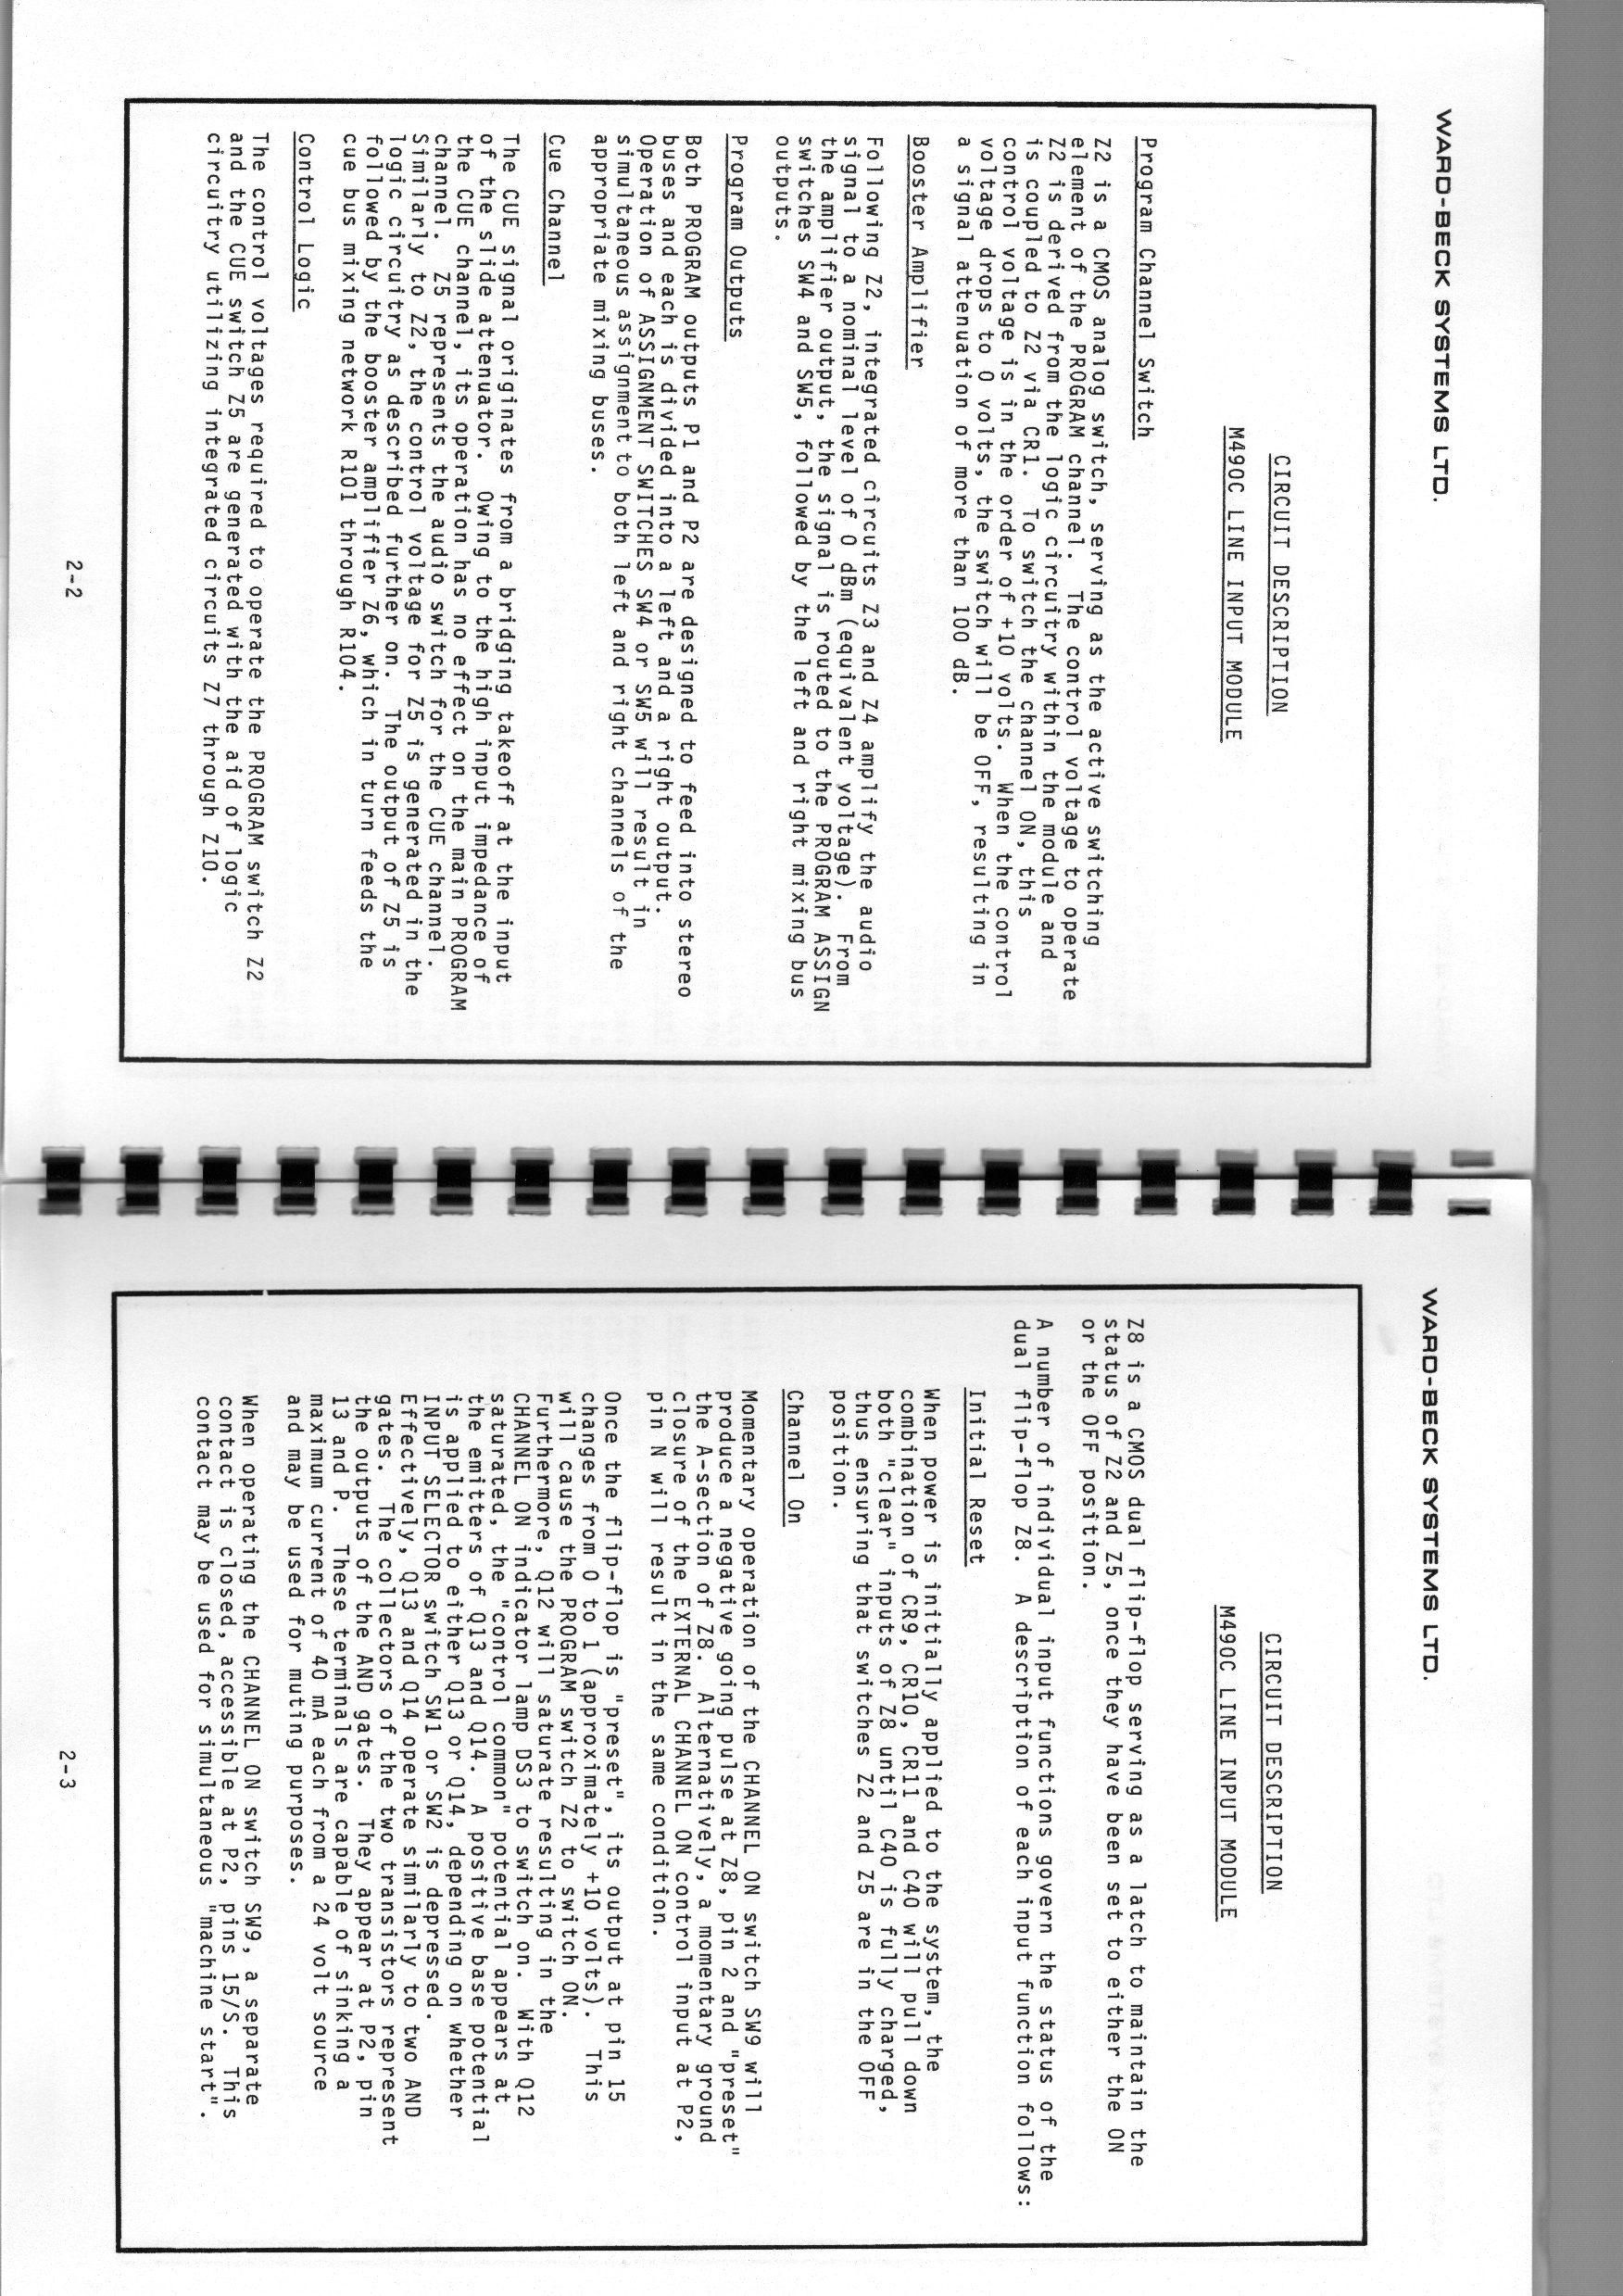 WARD-BECK SYSTEMS LTD.
CIRCUIT DESCRIPTION
M490C LINE INPUT MODULE
Program Channel Switch
Z2 is a CMOS analog switch, serving as the active switching
element of the PROGRAM channel.  The control voltage to operate
Z2 is derived from the logic circuitry within the module and
is coupled to Z2 via CR1.  To switch the channel ON, this
control voltage is in the order of +10 volts.  When the control
voltage drops to 0 volts, the switch will be OFF, resulting in
a signal attenuation of more than 100 dB.
Booster Amplifier
Following Z2, integrated circuits Z3 and Z4 amplify the audio
signal to a nominal level of 0 dBm (equivalent voltage).  From
the amplifier output, the signal is routed to the PROGRAM ASSIGN
switches SW4 and SW5, followed by the left and right mixing bus
outputs.
Program Outputs
Both PROGRAM outputs P1 and P2 are designed to feed into stereo
buses and each is divided into a left and a right output.
Operation of ASSIGNMENT SWITCHES SW4 or SW5 will result in
simultaneous assignment to both left and right channels of the
appropriate mixing buses.
Cue Channel
The CUE signal originates from a bridging takeoff at the input
of the slide attenuator.  Owing to the high input impedance of
the CUE channel, its operation has no effect on the main PROGRAM
channel.  Z5 represents the audio switch for the CUE channel.
Similarly to Z2, the control voltage for Z5 is generated in the
logic circuitry as described further on.  The output of Z5 is
followed by the booster amplifier Z6, which in turn feeds the
cue bus mixing network R101 through R104.
Control Logic
The control voltages required to operate the PROGRAM switch Z2
and the CUE switch Z5 are generated with the aid of logic
circuitry utilizing integrated circuits Z7 through Z10.
2-2
WARD-BECK SYSTEMS LTD.
CIRCUIT DESCRIPTION
M490C LINE INPUT MODULE
Z8 is a CMOS dual flip-flop serving as a latch to maintain the
status of Z2 and Z5, once they have been set to either the ON
or the OFF position.
A number of individual input functions govern the status of the
dual flip-flop Z8.  A description of each input function follows:
Initial Reset
When power is initially applied to the system, the
combination of CR9, CR10, CR11 and C40 will pull down
both "clear" inputs of Z8 until C40 is fully charged,
thus ensuring that switches Z2 and Z5 are in the OFF
position.
Channel On
Momentary operation of the CHANNEL ON switch SW9 will
produce a negative going pulse at Z8, pin 2 and "preset"
the A-section of Z8.  Alternatively, a momentary ground
closure of the EXTERNAL CHANNEL ON control input at P2,
pin N will result in the same condition.
Once the flip-flop is "preset", its output at pin 15
changes from 0 to 1 (approximately +10 volts).  This
will cause the PROGRAM switch Z2 to switch ON.
Furthermore, Q12 will saturate resulting in the
CHANNEL ON indicator lamp DS3 to switch on.  With Q12
saturated, the "control common" potential appears at
the emitters of Q13 and Q14.  A positive base potential
is applied to either Q13 or Q14, depending on whether
INPUT SELECTOR switch SW1 or SW2 is depressed.
Effectively, Q13 and Q14 operate similarly to two AND
gates.  The collectors of the two transistors represent
the outputs of the AND gates.  They appear at P2, pin
13 and P.  These terminals are capable of sinking a
maximum current of 40 mA each from a 24 volt source
and may be used for muting purposes.
When operating the CHANNEL ON switch SW9, a separate
contact is closed, accessible at P2, pins 15/S.  This
contact may be used for simultaneous "machine start".
2-3